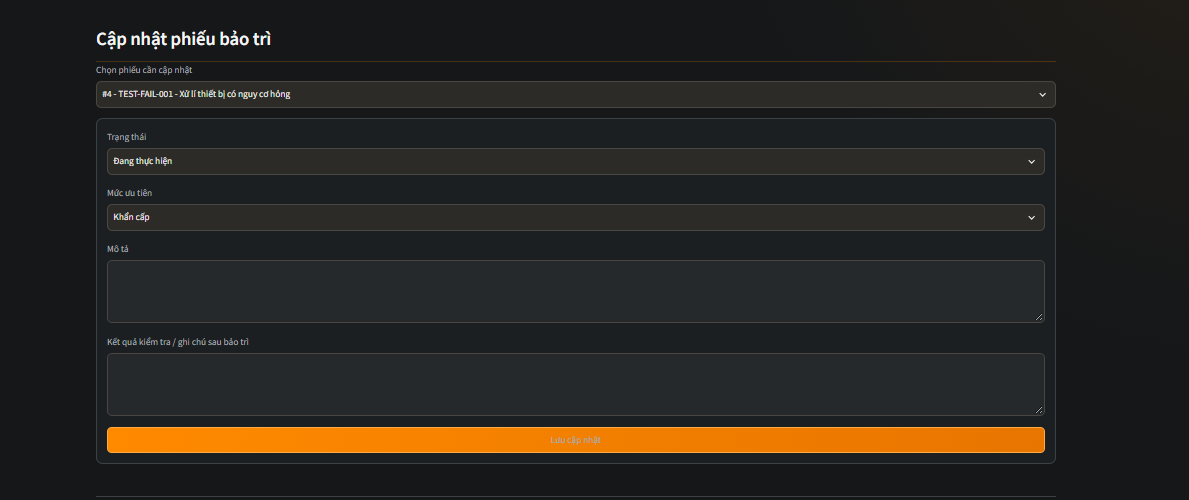 Cập nhật phiếu bảo trì
Chọn phiếu cần cập nhật
#4 - TEST-FAIL-001 - Xử lí thiết bị có nguy cơ hỏng
Trạng thái
Đang thực hiện
Mức ưu tiên
Khẩn cấp
Mô tả
Kết quả kiểm tra / ghi chú sau bảo trì
Lưu cập nhật